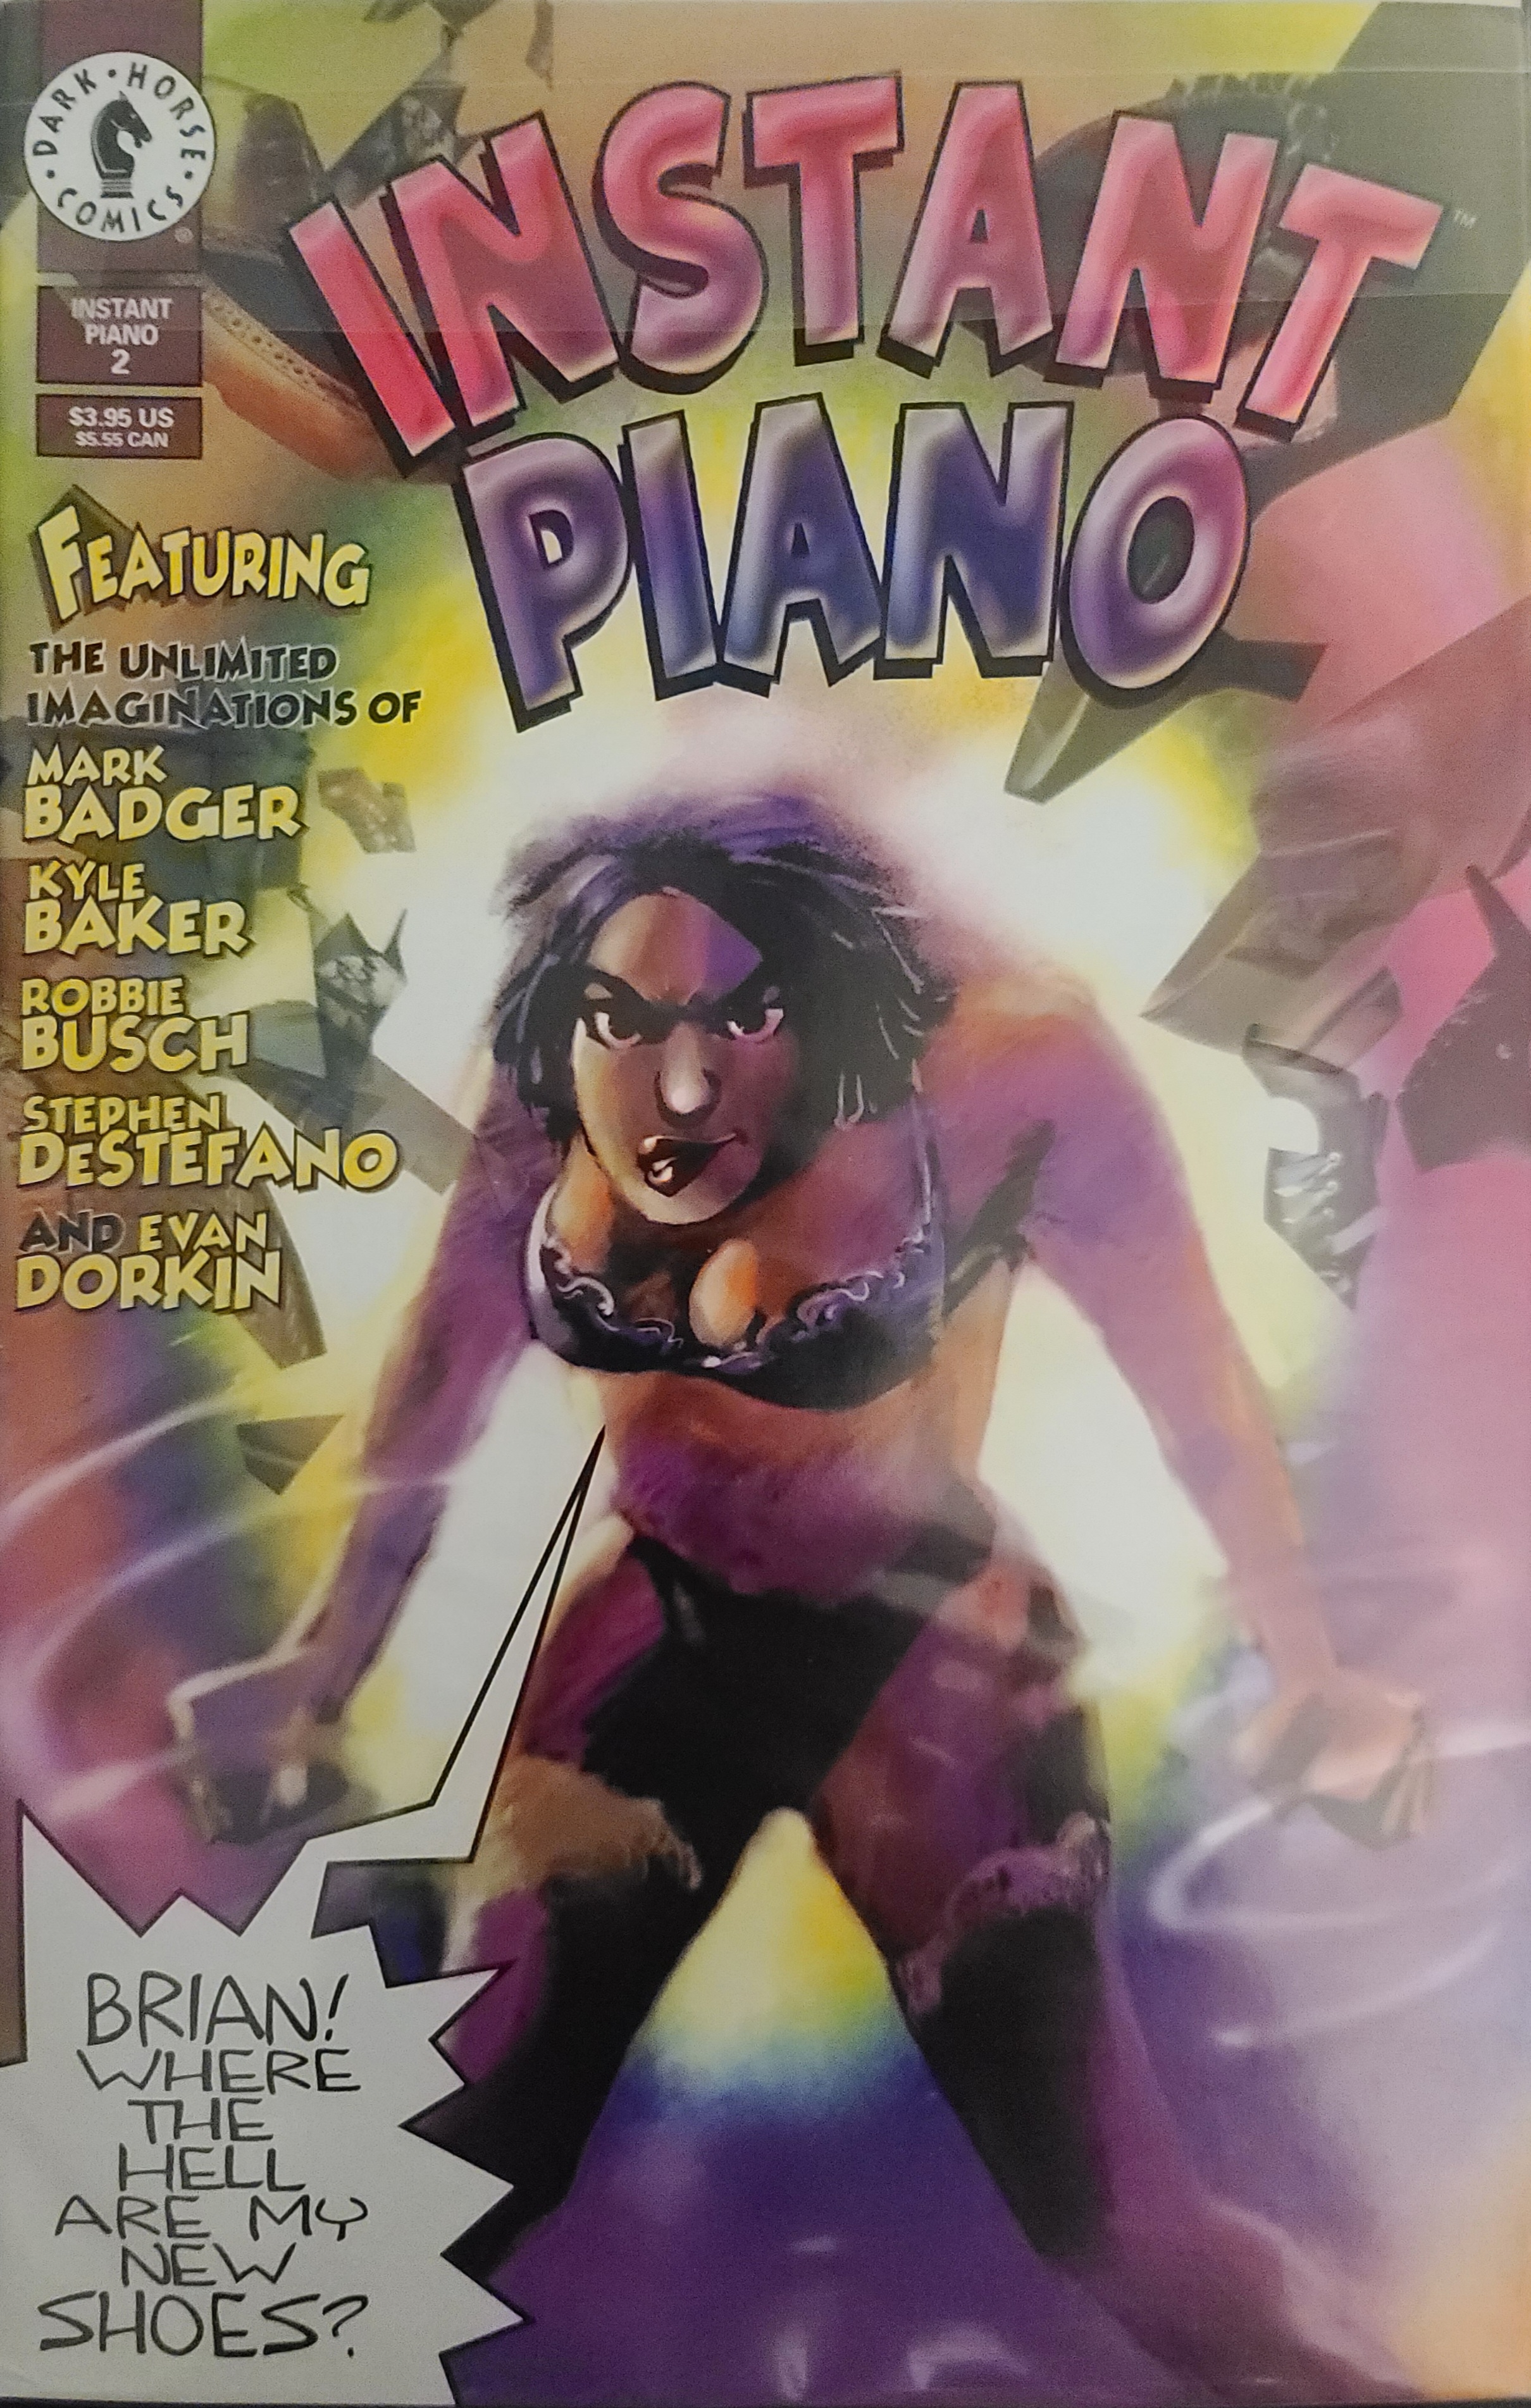 DARK • HORSE
• COMICS •
®
INSTANT
PIANO
2
$3.95 US
$5.55 CAN
INSTANT
PIANO
TM
FEATURING
THE UNLIMITED
IMAGINATIONS OF
MARK
BADGER
KYLE
BAKER
ROBBIE
BUSCH
STEPHEN
DESTEFANO
AND EVAN
DORKIN
BRIAN!
WHERE
THE
HELL
ARE MY
NEW
SHOES?